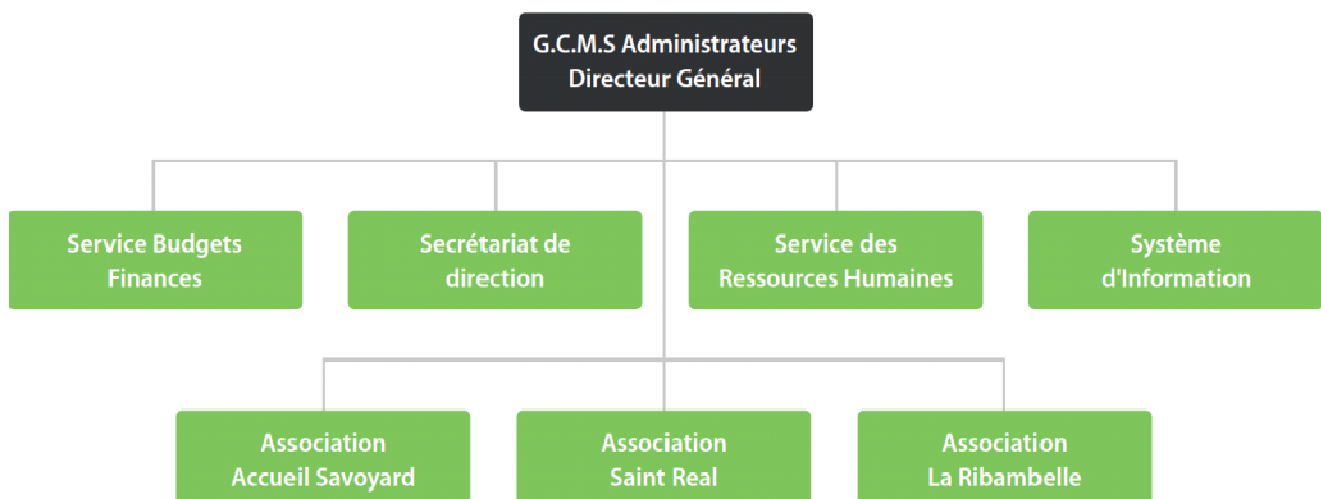 G.C.M.S Administrateurs
Directeur Général
Service Budgets
Finances
Secrétariat de
direction
Service des
Ressources Humaines
Système
d'Information
Association
Accueil Savoyard
Association
Saint Real
Association
La Ribambelle